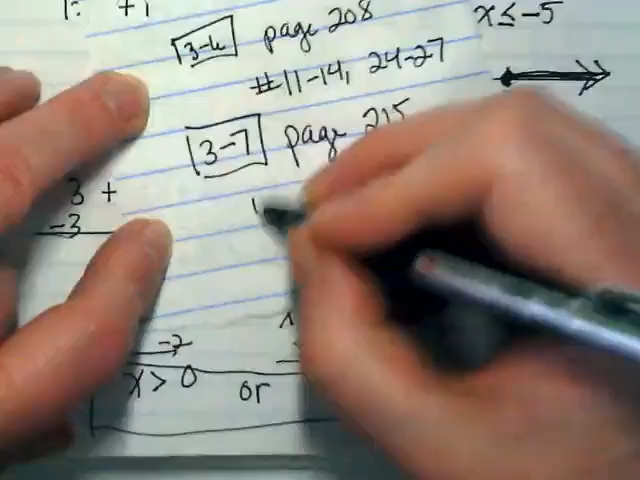 +1
3-6 page 208
x ≤ -5
#11-14, 24-27
3-7 page 215
3 +
-3
-7
x > 0 or